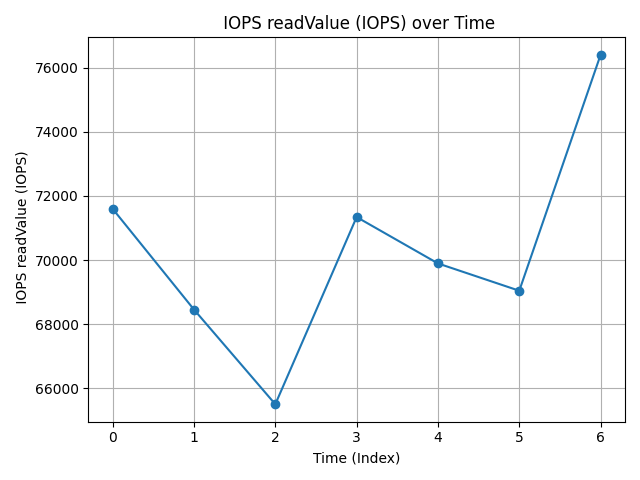 IOPS readValue (IOPS) over Time
IOPS readValue (IOPS)
76000
74000
72000
70000
68000
66000
0 1 2 3 4 5 6
Time (Index)